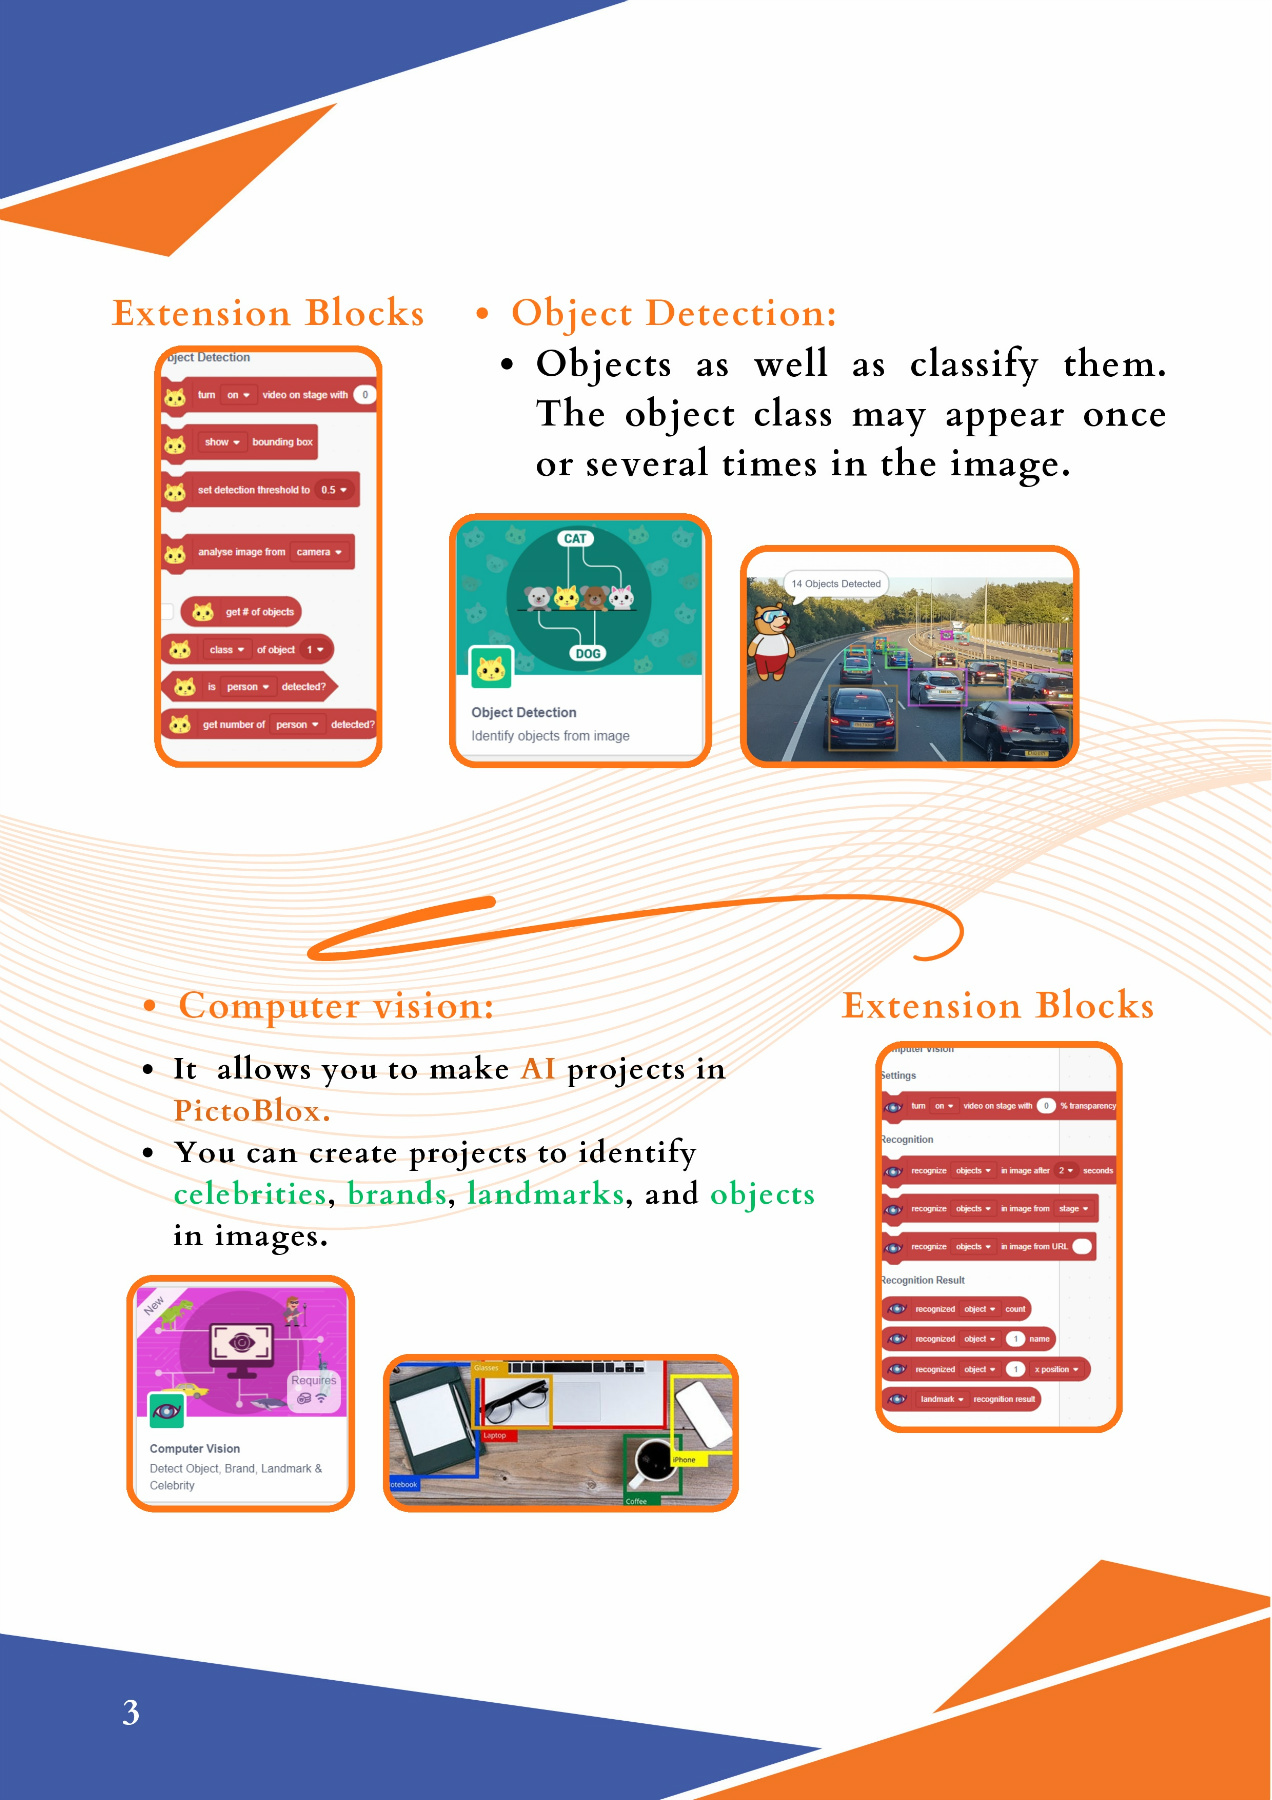 Extension Blocks
bject Detection
turn on video on stage with 0
show bounding box
set detection threshold to 0.5
analyse image from camera
get # of objects
class of object 1
is person detected?
get number of person detected?
• Object Detection:
• Objects as well as classify them.
The object class may appear once
or several times in the image.
CAT
DOG
Object Detection
Identify objects from image
14 Objects Detected
• Computer vision:
• It allows you to make AI projects in
PictoBlox.
• You can create projects to identify
celebrities, brands, landmarks, and objects
in images.
New
Requires
Computer Vision
Detect Object, Brand, Landmark &
Celebrity
Glasses
Laptop
iPhone
otebook
Coffee
Extension Blocks
mputer Vision
Settings
turn on video on stage with 0 % transparency
Recognition
recognize objects in image after 2 seconds
recognize objects in image from stage
recognize objects in image from URL
Recognition Result
recognized object count
recognized object 1 name
recognized object 1 x position
landmark recognition result
3